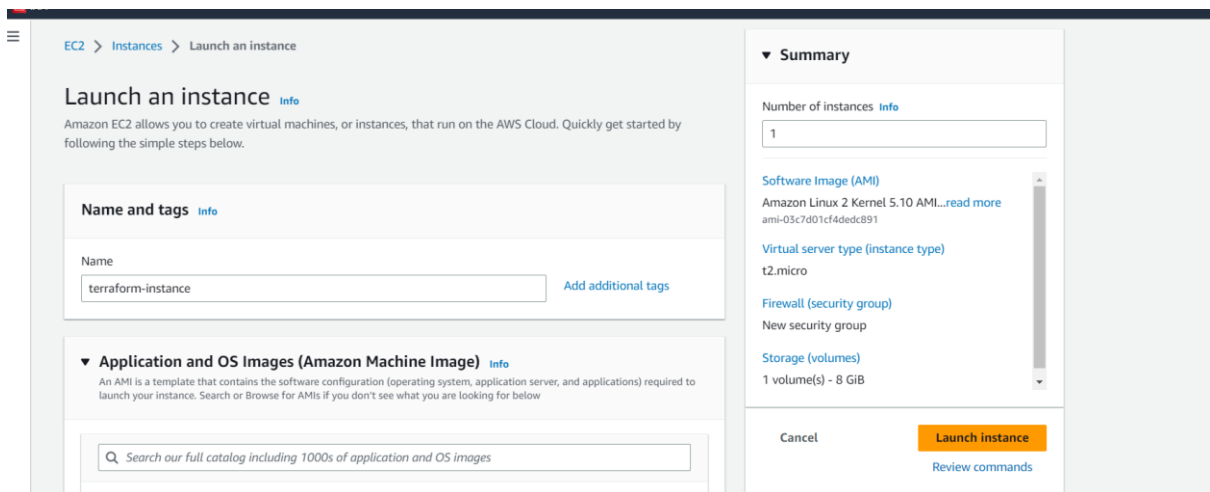 EC2 > Instances > Launch an instance
Launch an instance Info
Amazon EC2 allows you to create virtual machines, or instances, that run on the AWS Cloud. Quickly get started by
following the simple steps below.
Name and tags Info
Name
terraform-instance
Add additional tags
Application and OS Images (Amazon Machine Image) Info
An AMI is a template that contains the software configuration (operating system, application server, and applications) required to
launch your instance. Search or Browse for AMIs if you don't see what you are looking for below
Search our full catalog including 1000s of application and OS images
Summary
Number of instances Info
1
Software Image (AMI)
Amazon Linux 2 Kernel 5.10 AMI...read more
ami-03c7d01cf4dedc891
Virtual server type (instance type)
t2.micro
Firewall (security group)
New security group
Storage (volumes)
1 volume(s) - 8 GiB
Cancel
Launch instance
Review commands